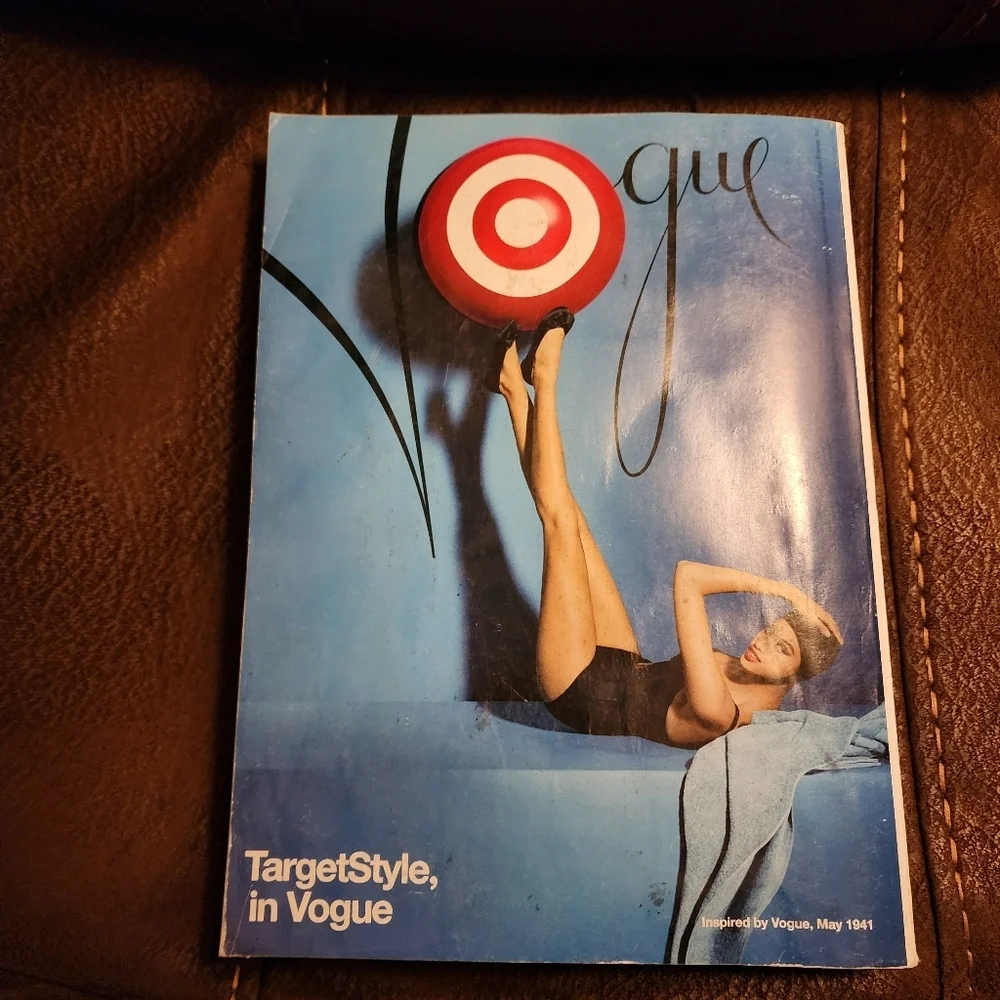 Vogue
TargetStyle,
in Vogue
Inspired by Vogue, May 1941